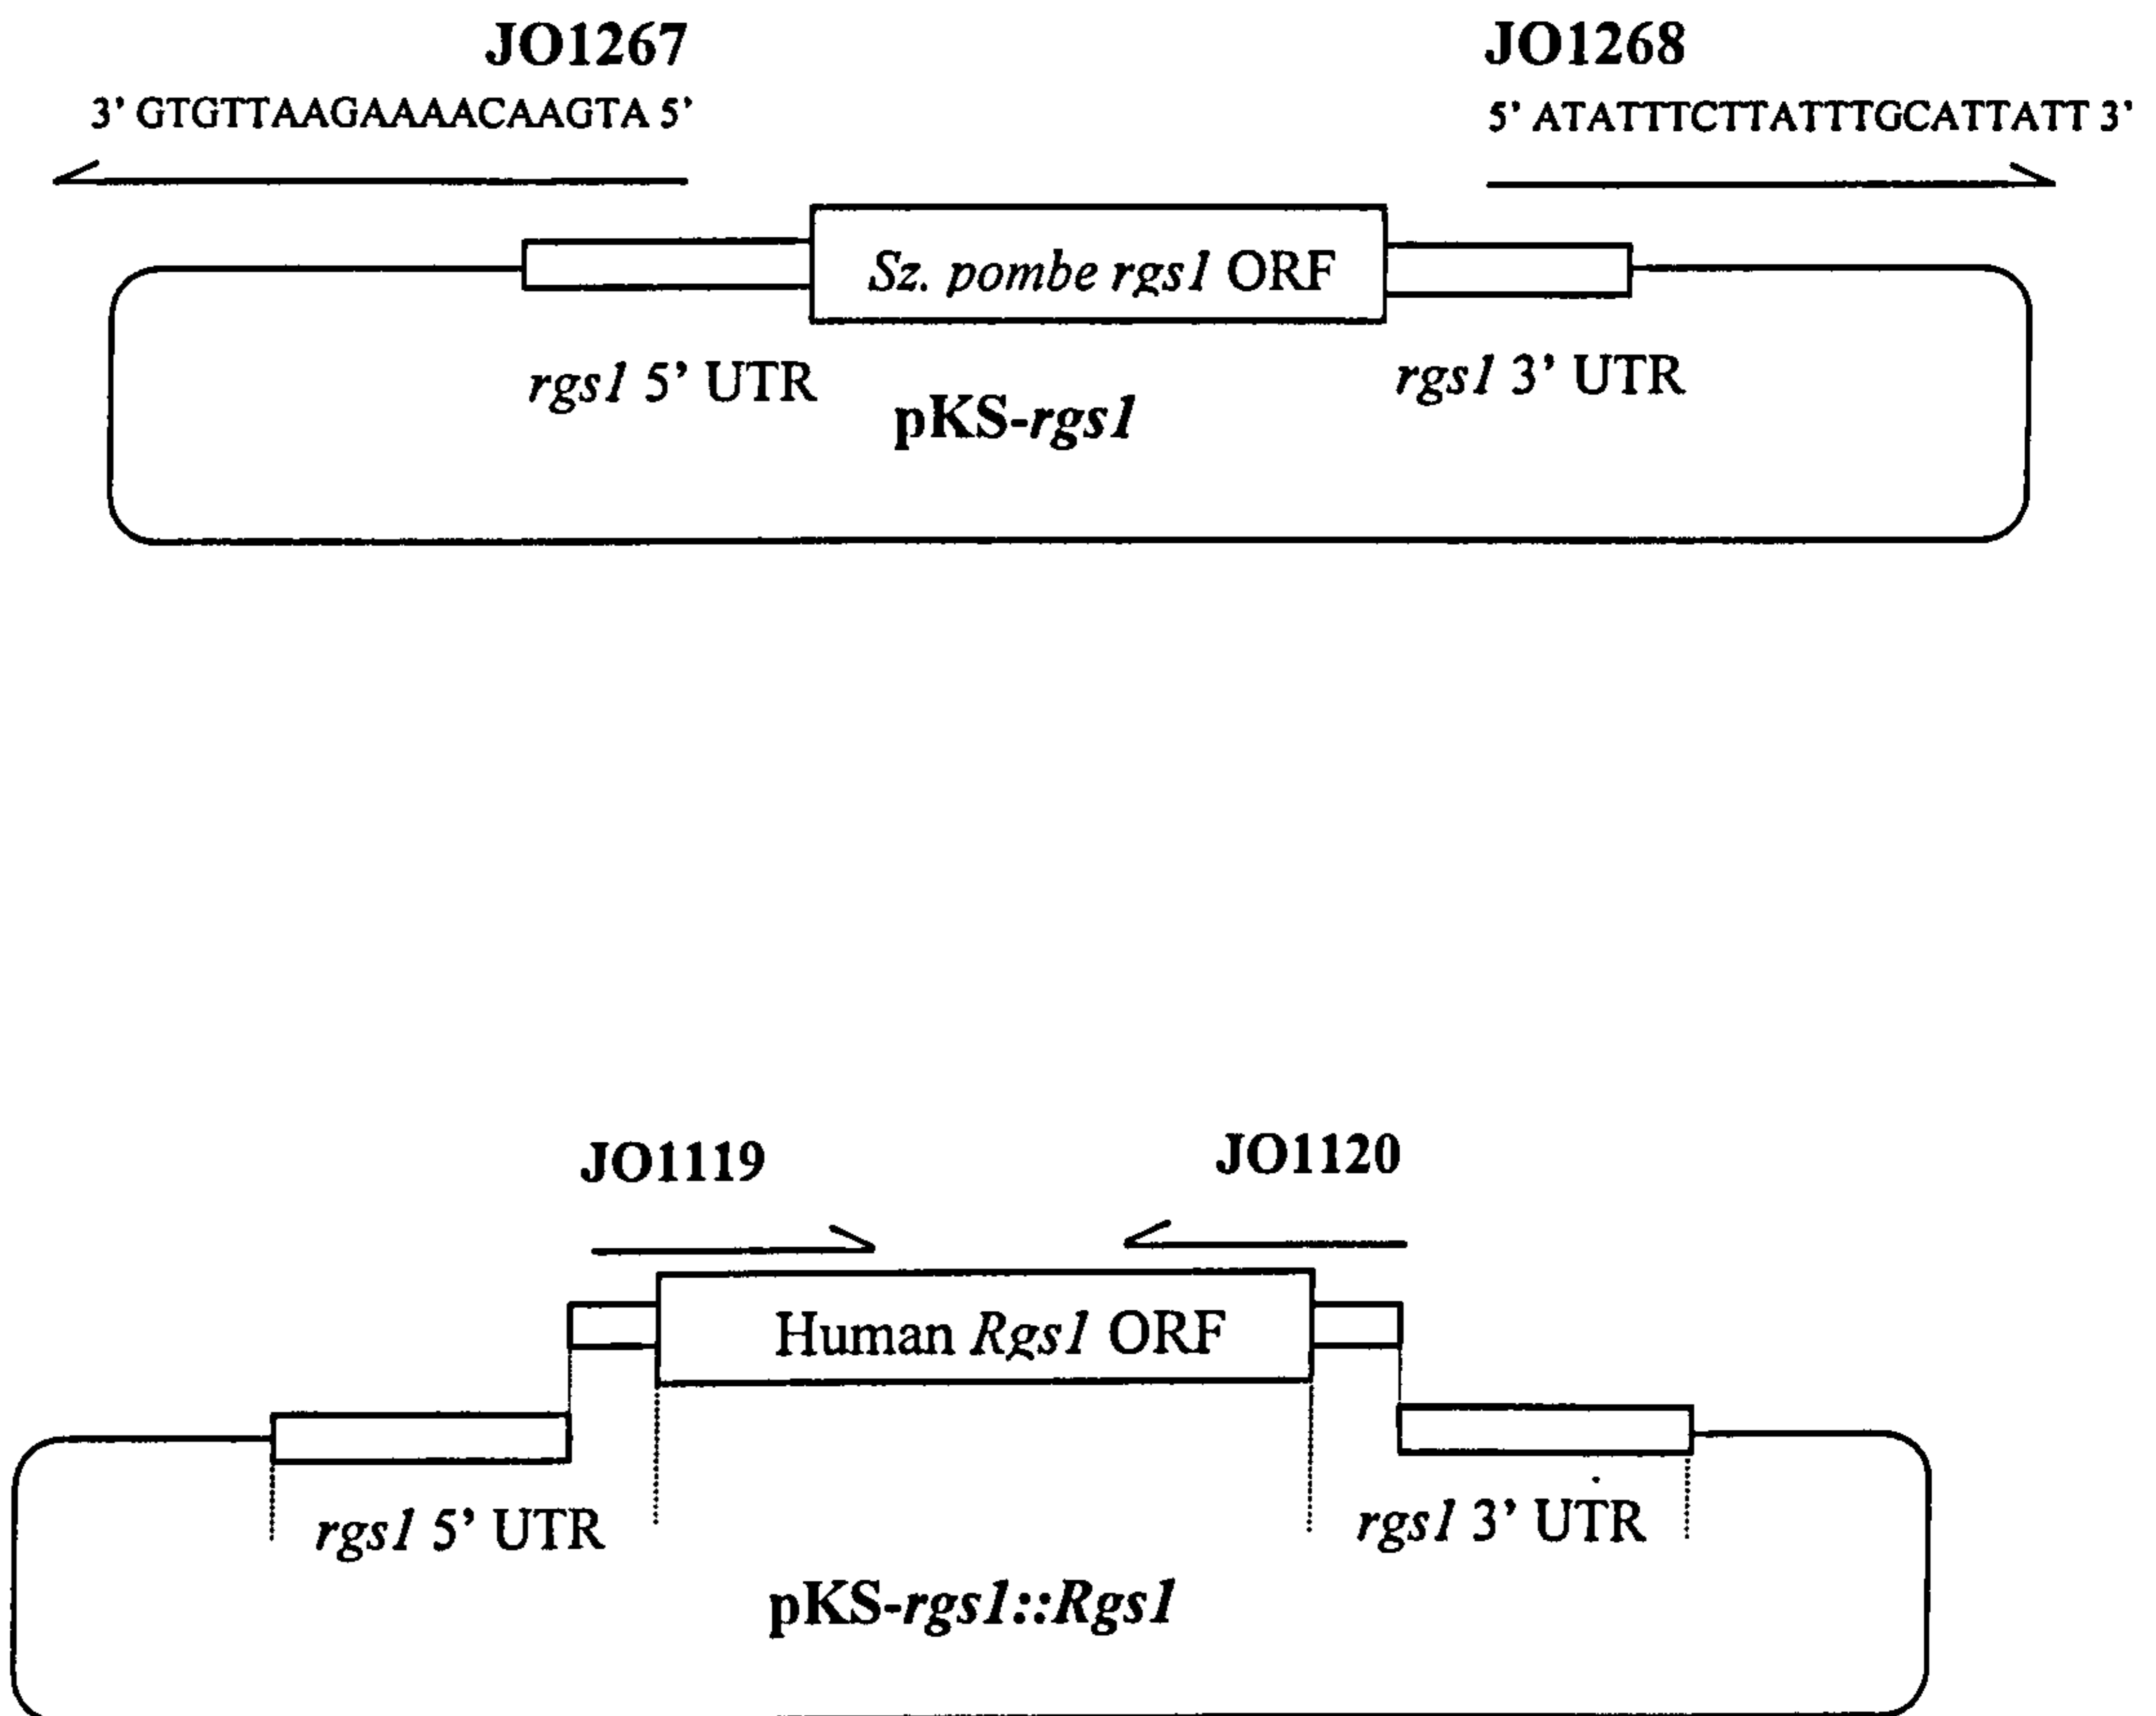 JO1267
JO1268
3' GTGTTAAGAAAACAAGTA 5'
5' ATATTTCTTATTTGCATTATT 3'
Sz. pombe rgs1 ORF
rgs1 5' UTR
rgs1 3' UTR
pKS-rgs1
JO1119
JO1120
Human Rgs1 ORF
rgs1 5' UTR
rgs1 3' UTR
pKS-rgs1::Rgs1